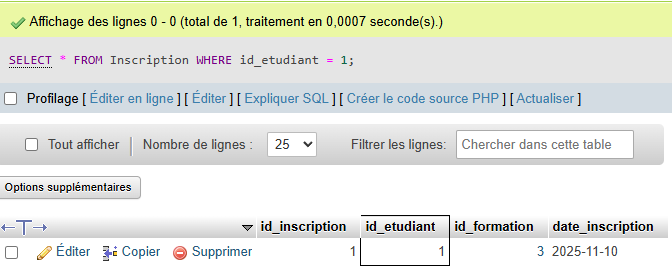 Affichage des lignes 0 - 0 (total de 1, traitement en 0,0007 seconde(s).)
SELECT * FROM Inscription WHERE id_etudiant = 1;
Profilage [ Éditer en ligne ] [ Éditer ] [ Expliquer SQL ] [ Créer le code source PHP ] [ Actualiser ]
Tout afficher Nombre de lignes : 25 Filtrer les lignes: Chercher dans cette table
Options supplémentaires
←T→ id_inscription id_etudiant id_formation date_inscription
Éditer Copier Supprimer 1 1 3 2025-11-10